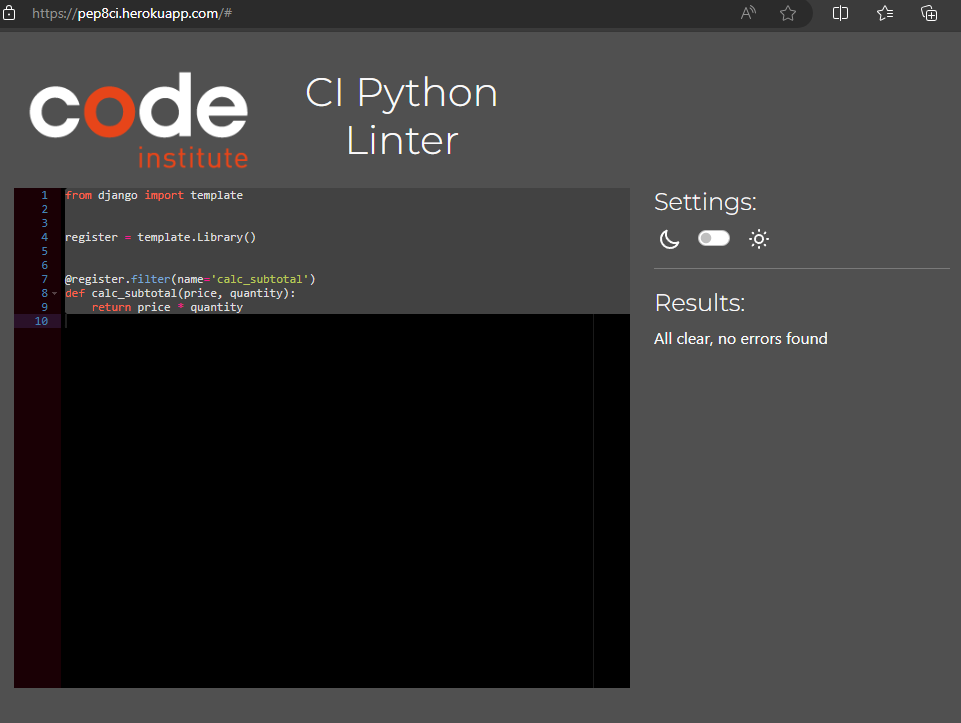 https://pep8ci.herokuapp.com/#
code
institute
CI Python
Linter
1 from django import template
2
3
4 register = template.Library()
5
6
7 @register.filter(name='calc_subtotal')
8 def calc_subtotal(price, quantity):
9     return price * quantity
10
Settings:
Results:
All clear, no errors found